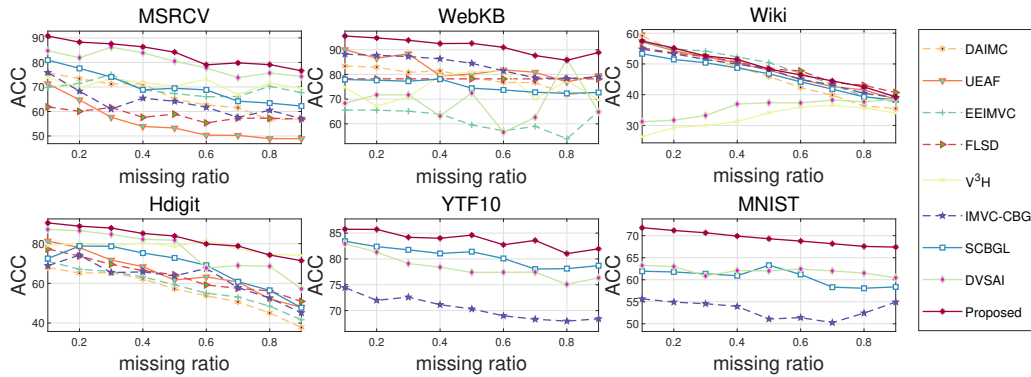 MSRCV WebKB Wiki
ACC 90 80 70 60 50
0.2 0.4 0.6 0.8
missing ratio
ACC 90 80 70 60
0.2 0.4 0.6 0.8
missing ratio
ACC 60 50 40 30
0.2 0.4 0.6 0.8
missing ratio
Hdigit YTF10 MNIST
ACC 80 60 40
0.2 0.4 0.6 0.8
missing ratio
ACC 85 80 75 70
0.2 0.4 0.6 0.8
missing ratio
ACC 70 65 60 55 50
0.2 0.4 0.6 0.8
missing ratio
DAIMC
UEAF
EEIMVC
FLSD
V³H
IMVC-CBG
SCBGL
DVSAI
Proposed